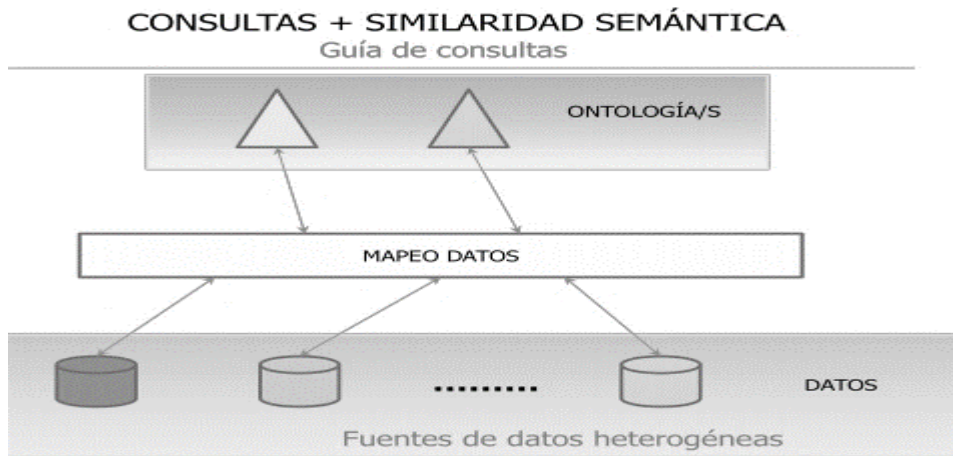 CONSULTAS + SIMILARIDAD SEMÁNTICA
Guía de consultas
ONTOLOGÍA/S
MAPEO DATOS
DATOS
Fuentes de datos heterogéneas